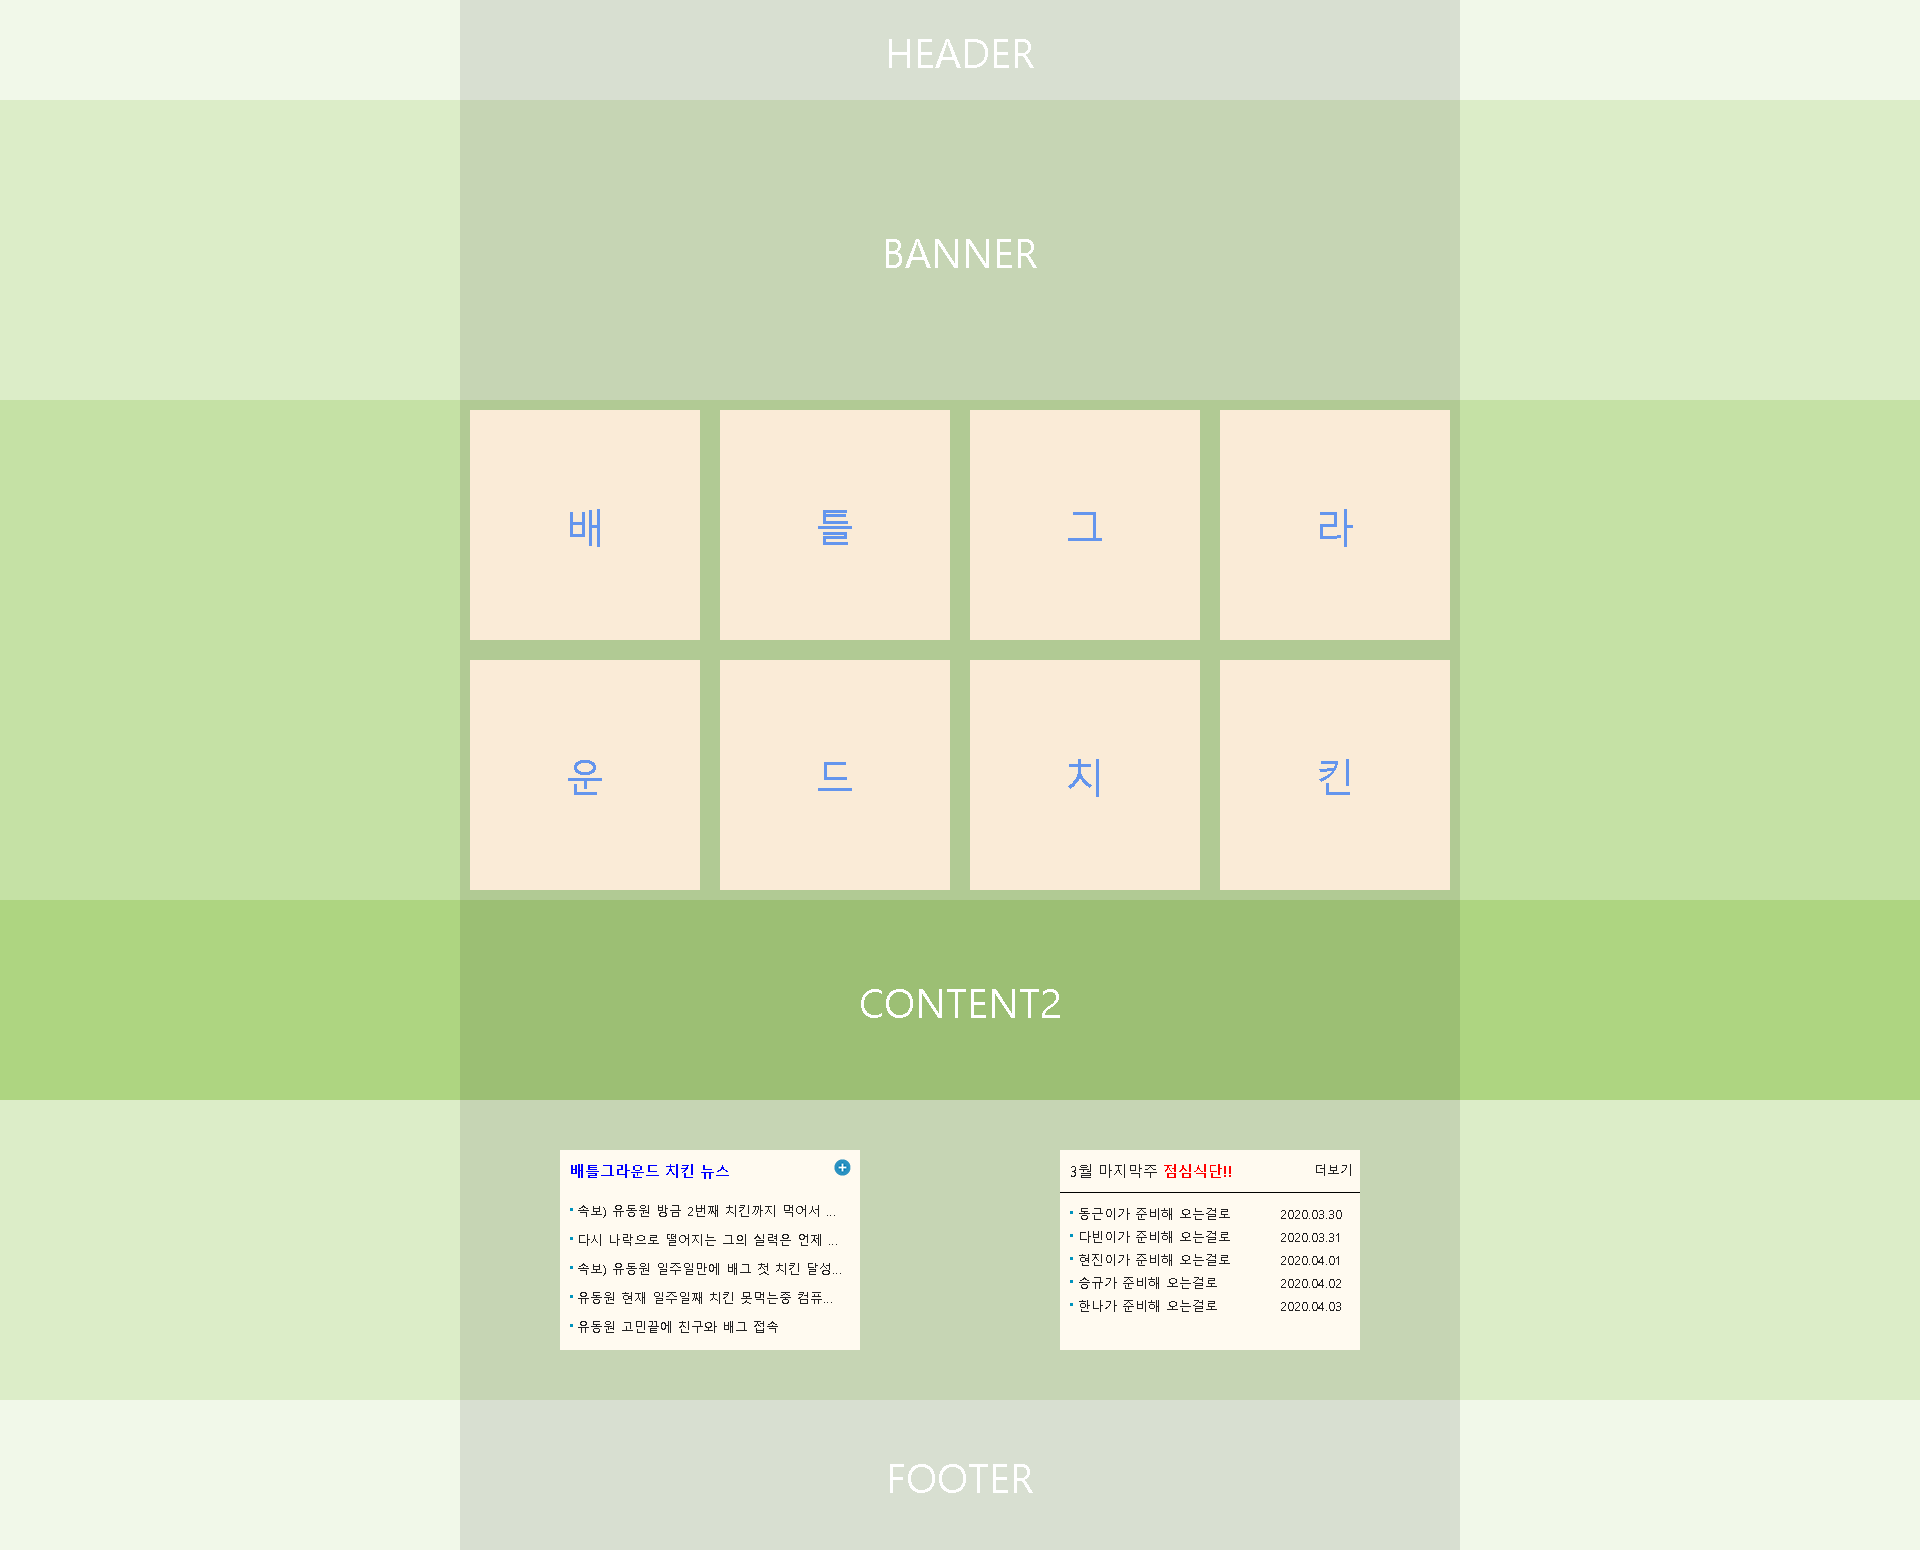 HEADER
BANNER
배 틀 그 라
운 드 치 킨
CONTENT2
배틀그라운드 치킨 뉴스
속보) 유동원 방금 2번째 치킨까지 먹어서 ...
다시 나락으로 떨어지는 그의 실력은 언제 ...
속보) 유동원 일주일만에 배그 첫 치킨 달성...
유동원 현재 일주일째 치킨 못먹는중 컴퓨...
유동원 고민끝에 친구와 배그 접속
3월 마지막주 점심식단!! 더보기
동근이가 준비해 오는걸로 2020.03.30
다빈이가 준비해 오는걸로 2020.03.31
현진이가 준비해 오는걸로 2020.04.01
승규가 준비해 오는걸로 2020.04.02
한나가 준비해 오는걸로 2020.04.03
FOOTER